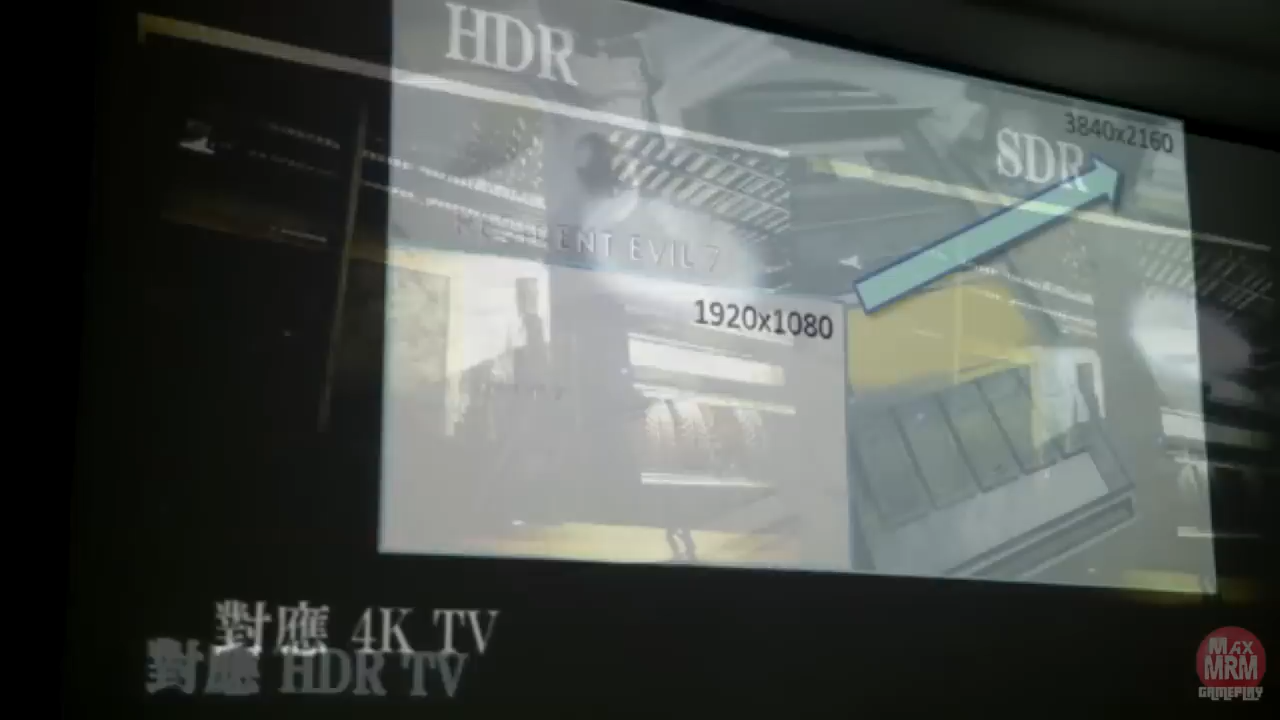 HDR
3840x2160
SDR
RESIDENT EVIL 7
1920x1080
對應 4K TV
對應 HDR TV
MAX
MRM
GAMEPLAY